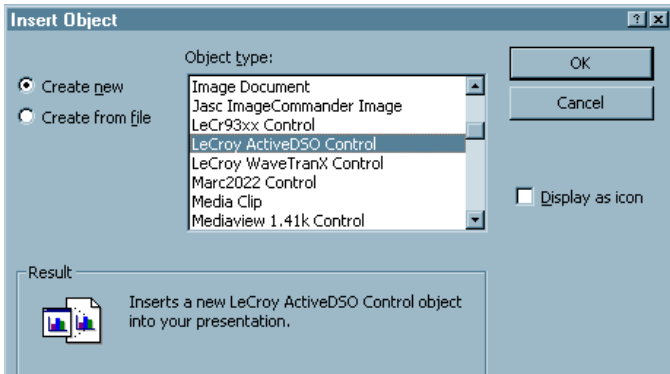 Insert Object
Object type:
Create new
Create from file
Image Document
Jasc ImageCommander Image
LeCr93xx Control
LeCroy ActiveDSO Control
LeCroy WaveTranX Control
Marc2022 Control
Media Clip
Mediaview 1.41k Control
OK
Cancel
Display as icon
Result
Inserts a new LeCroy ActiveDSO Control object
into your presentation.